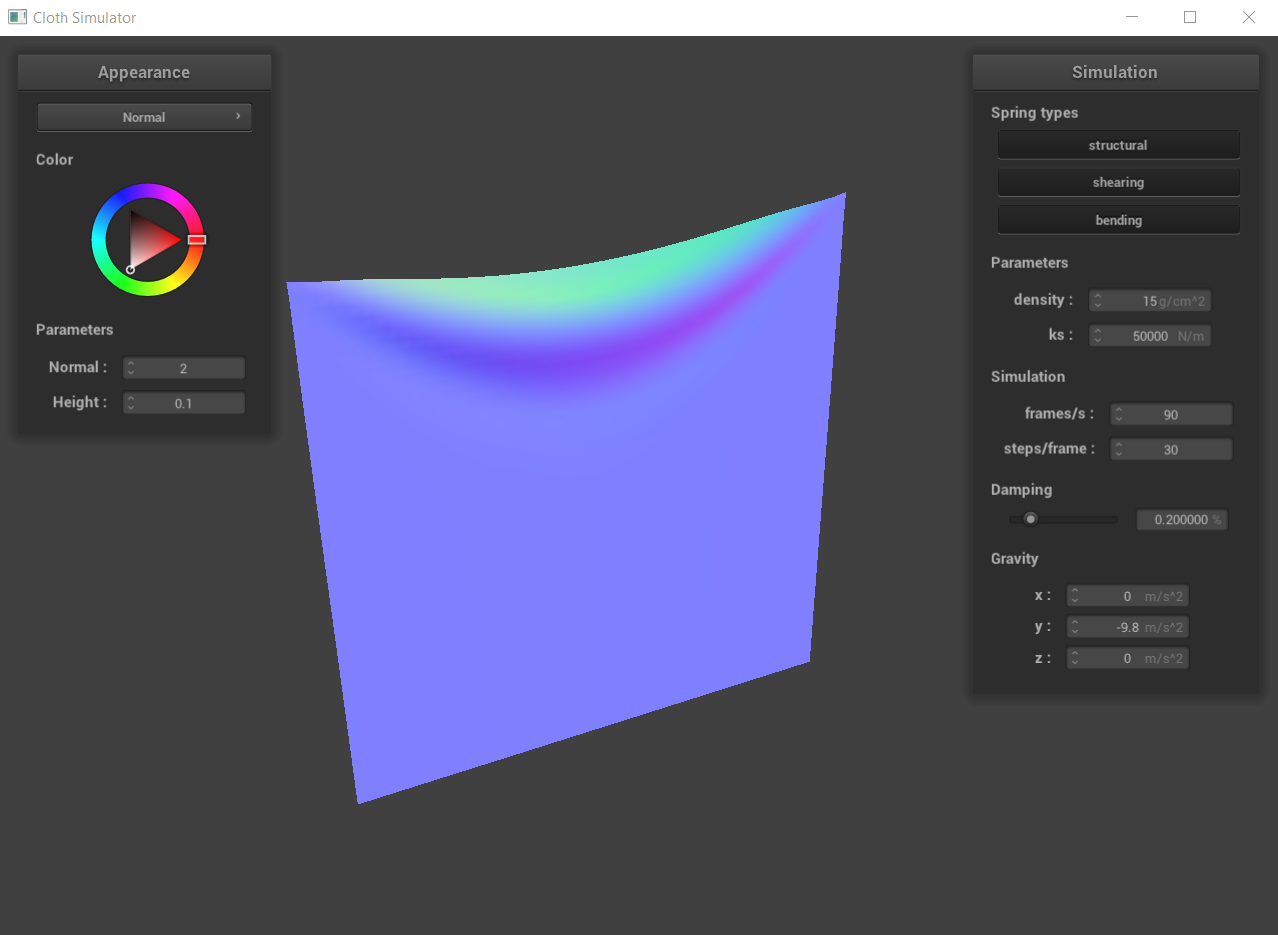 Cloth Simulator
Appearance
Normal
Color
Parameters
Normal : 2
Height : 0.1
Simulation
Spring types
structural
shearing
bending
Parameters
density : 15 g/cm^2
ks : 50000 N/m
Simulation
frames/s : 90
steps/frame : 30
Damping
0.200000 %
Gravity
x : 0 m/s^2
y : -9.8 m/s^2
z : 0 m/s^2